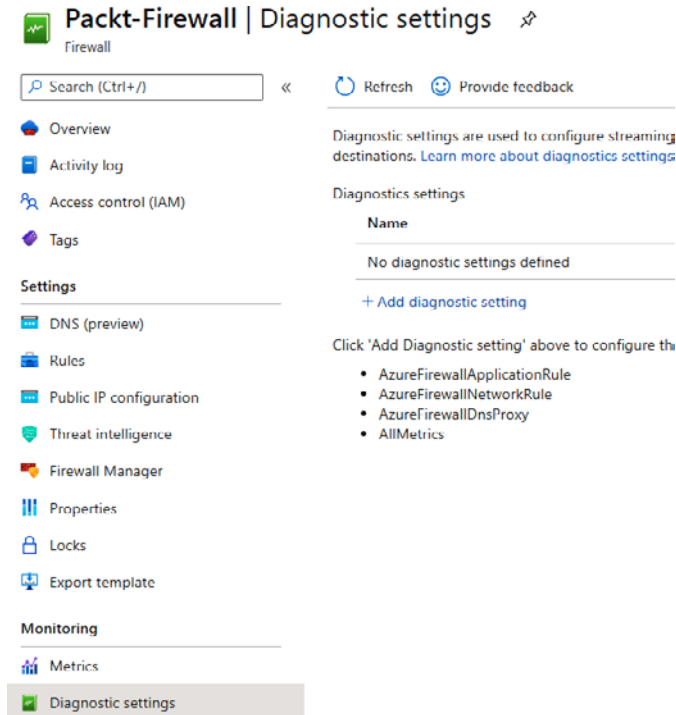 Packt-Firewall | Diagnostic settings
Firewall
Search (Ctrl+/)
«
Refresh
Provide feedback
Overview
Activity log
Access control (IAM)
Tags
Settings
DNS (preview)
Rules
Public IP configuration
Threat intelligence
Firewall Manager
Properties
Locks
Export template
Monitoring
Metrics
Diagnostic settings
Diagnostic settings are used to configure streaming
destinations. Learn more about diagnostics settings
Diagnostics settings
Name
No diagnostic settings defined
+ Add diagnostic setting
Click 'Add Diagnostic setting' above to configure
• AzureFirewallApplicationRule
• AzureFirewallNetworkRule
• AzureFirewallDnsProxy
• AllMetrics